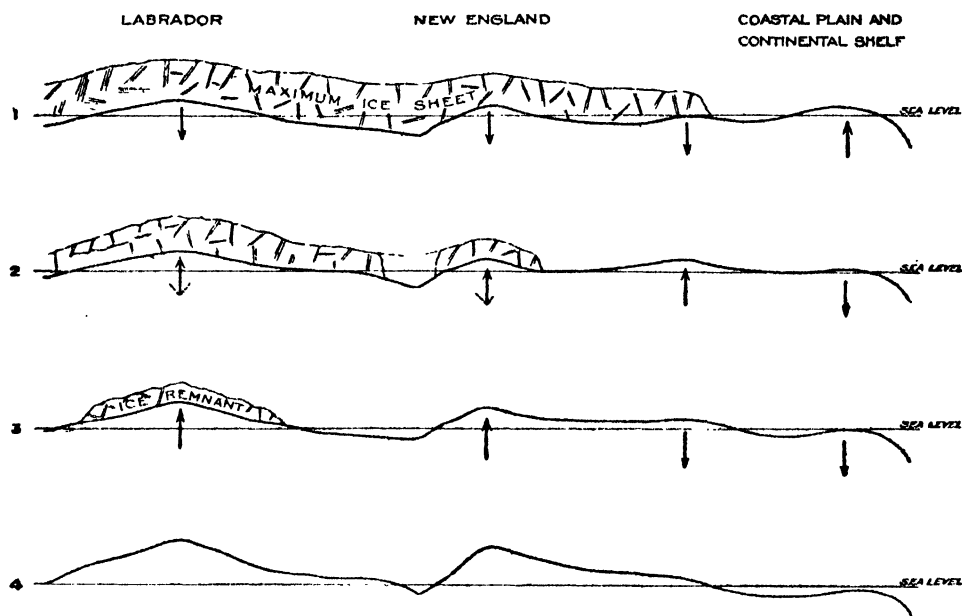 LABRADOR
NEW ENGLAND
COASTAL PLAIN AND
CONTINENTAL SHELF
MAXIMUM ICE SHEET
1
SEA LEVEL
2
SEA LEVEL
ICE REMNANT
3
SEA LEVEL
4
SEA LEVEL